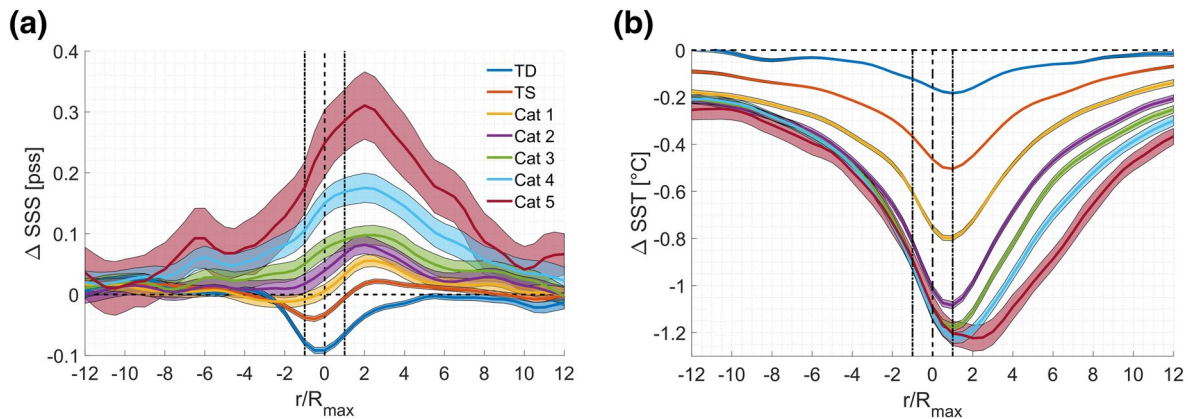 (a)
0.4
0.3
0.2
0.1
0
-0.1
Δ SSS [pss]
TD
TS
Cat 1
Cat 2
Cat 3
Cat 4
Cat 5
-12 -10 -8 -6 -4 -2 0 2 4 6 8 10 12
r/Rmax
(b)
0
-0.2
-0.4
-0.6
-0.8
-1
-1.2
Δ SST [°C]
-12 -10 -8 -6 -4 -2 0 2 4 6 8 10 12
r/Rmax